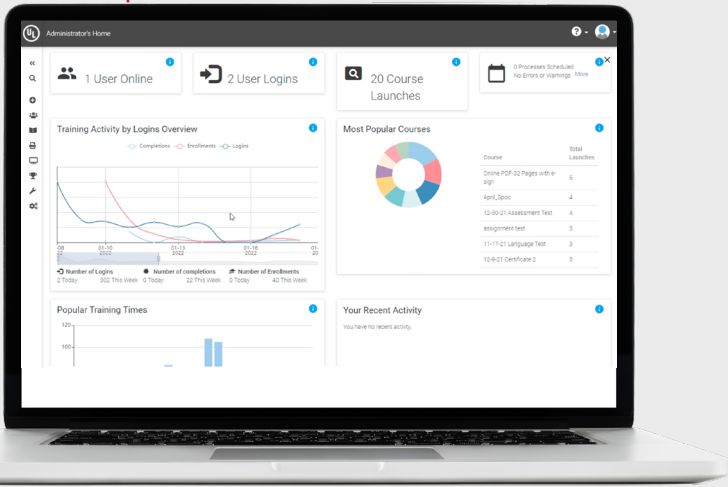 UL Administrator's Home
1 User Online
2 User Logins
20 Course
Launches
0 Processes Scheduled
No Errors or Warnings More
Training Activity by Logins Overview
Completions Enrollments Logins
-08
22
01-10
2022
01-13
2022
01-16
2022
01-
20
Number of Logins Number of completions Number of Enrollments
2 Today 302 This Week 0 Today 22 This Week 0 Today 40 This Week
Most Popular Courses
Course
Total
Launches
Online PDF-32 Pages with e-
sign
5
April_Spoc 4
12-30-21 Assessment Test 4
assignment test 3
11-17-21 Language Test 3
12-9-21 Certificate 2 3
Popular Training Times
120
100
Your Recent Activity
You have no recent activity.